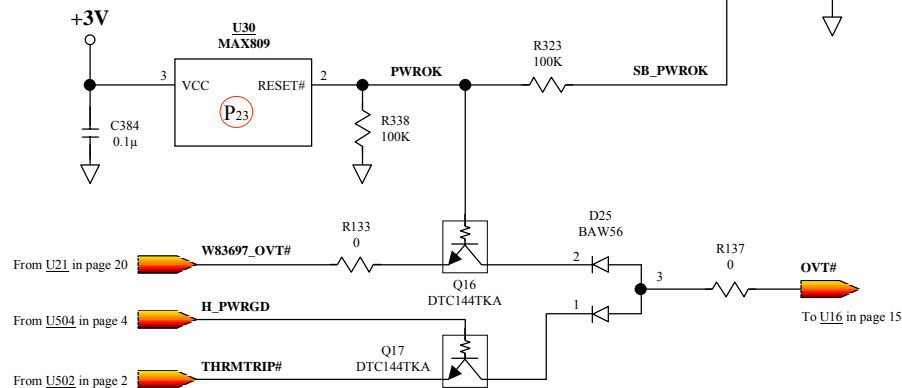 +3V
U30
MAX809
3
VCC
RESET#
2
P23
PWROK
R323
100K
SB_PWROK
C384
0.1µ
R338
100K
D25
BAW56
R133
0
R137
0
From U21 in page 20
W83697_OVT#
2
3
OVT#
Q16
DTC144TKA
From U504 in page 4
H_PWRGD
1
To U16 in page 15
Q17
DTC144TKA
From U502 in page 2
THRMTRIP#